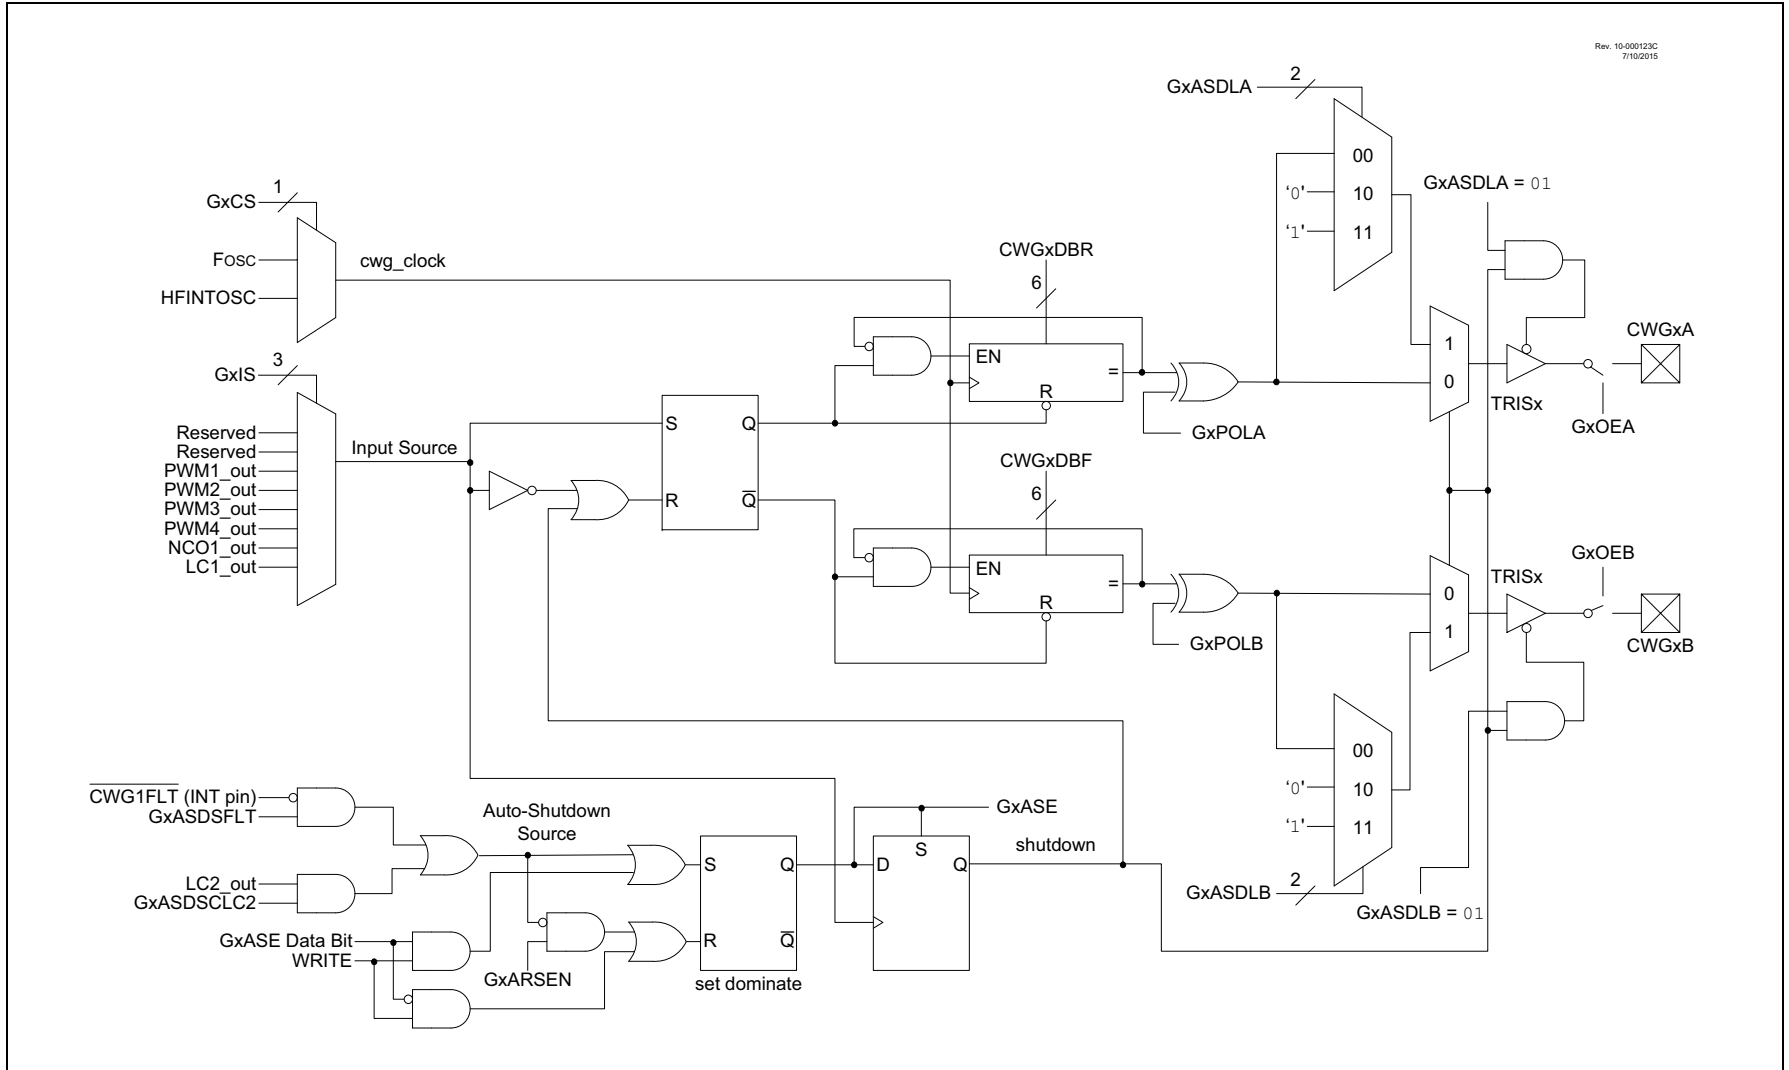 Rev. 10-000123C
7/10/2015
GxASDLA
2
00
‘0'
10
‘1'
11
GxASDLA = 01
1
GxCS
FOSC
HFINTOSC
cwg_clock
3
GxIS
Reserved
Reserved
PWM1_out
PWM2_out
PWM3_out
PWM4_out
NCO1_out
LC1_out
Input Source
S
Q
R
Q̅
CWGxDBR
6
EN
=
R
GxPOLA
1
0
TRISx
CWGxA
GxOEA
CWGxDBF
6
EN
=
R
GxPOLB
0
1
TRISx
GxOEB
CWGxB
00
‘0'
10
‘1'
11
GxASDLB
2
GxASDLB = 01
C̅W̅G̅1̅F̅L̅T̅ (INT pin)
GxASDSFLT
LC2_out
GxASDSCLC2
Auto-Shutdown
Source
GxASE Data Bit
WRITE
GxARSEN
S
Q
R
Q̅
set dominate
GxASE
S
D
Q
shutdown